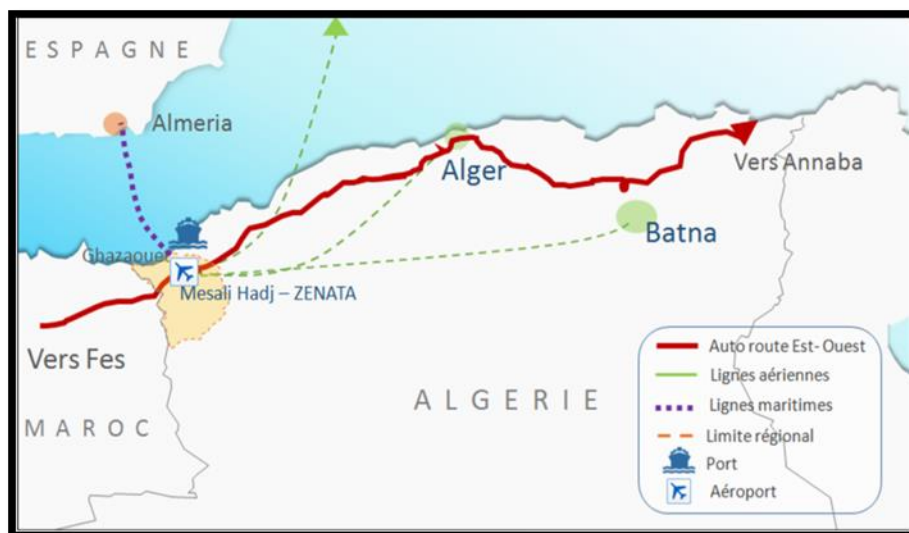 ESPAGNE
Almeria
Alger
Vers Annaba
Batna
Ghazaouet
Mesali Hadj – ZENATA
Vers Fes
MAROC
ALGERIE
Auto route Est- Ouest
Lignes aériennes
Lignes maritimes
Limite régional
Port
Aéroport